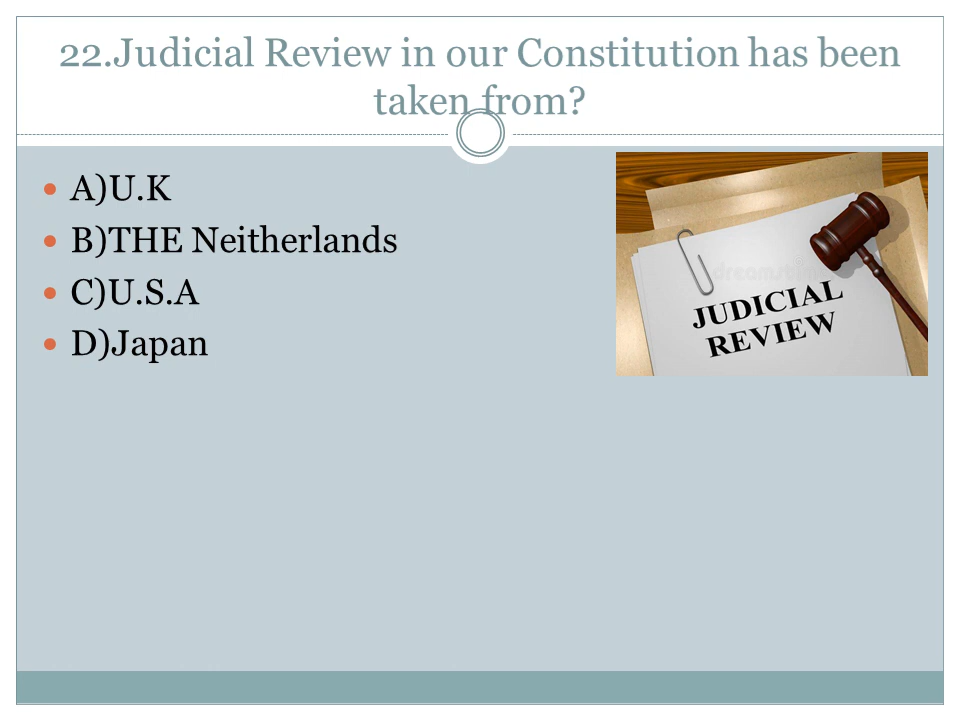 22.Judicial Review in our Constitution has been
taken from?
A)U.K
B)THE Neitherlands
C)U.S.A
D)Japan
JUDICIAL
REVIEW